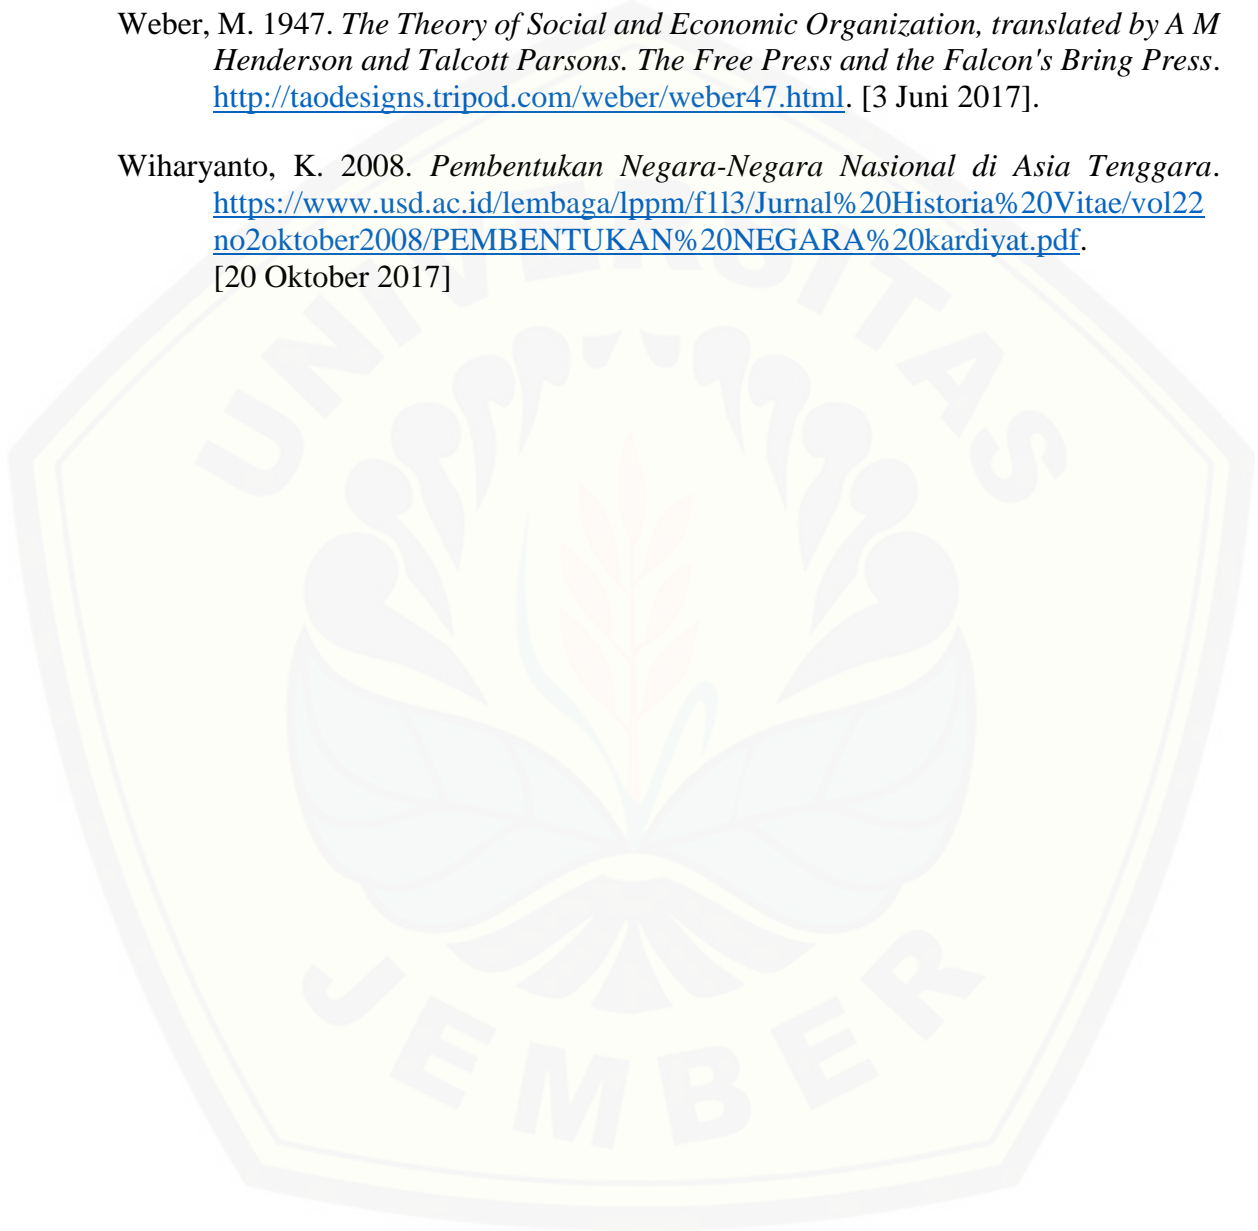 Weber, M. 1947. The Theory of Social and Economic Organization, translated by A M
Henderson and Talcott Parsons. The Free Press and the Falcon's Bring Press.
http://taodesigns.tripod.com/weber/weber47.html. [3 Juni 2017].
Wiharyanto, K. 2008. Pembentukan Negara-Negara Nasional di Asia Tenggara.
https://www.usd.ac.id/lembaga/lppm/f1l3/Jurnal%20Historia%20Vitae/vol22
no2oktober2008/PEMBENTUKAN%20NEGARA%20kardiyat.pdf.
[20 Oktober 2017]
UNIVERSITAS
JEMBER